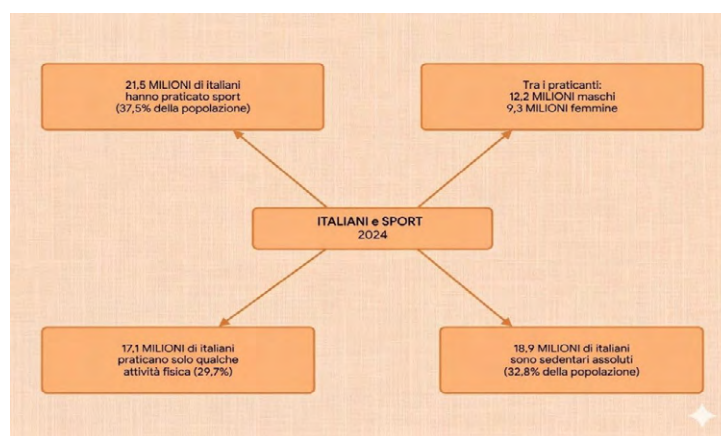 21,5 MILIONI di italiani
hanno praticato sport
(37,5% della popolazione)
Tra i praticanti:
12,2 MILIONI maschi
9,3 MILIONI femmine
ITALIANI e SPORT
2024
17,1 MILIONI di italiani
praticano solo qualche
attività fisica (29,7%)
18,9 MILIONI di italiani
sono sedentari assoluti
(32,8% della popolazione)